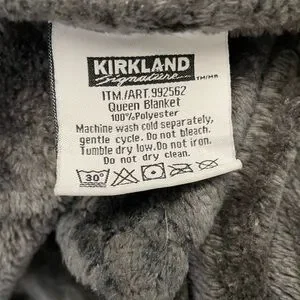 KIRKLAND
Signature TM/MR
ITM./ART.992562
Queen Blanket
100%Polyester
Machine wash cold separately,
gentle cycle. Do not bleach.
Tumble dry low.Do not iron.
Do not dry clean.
30°